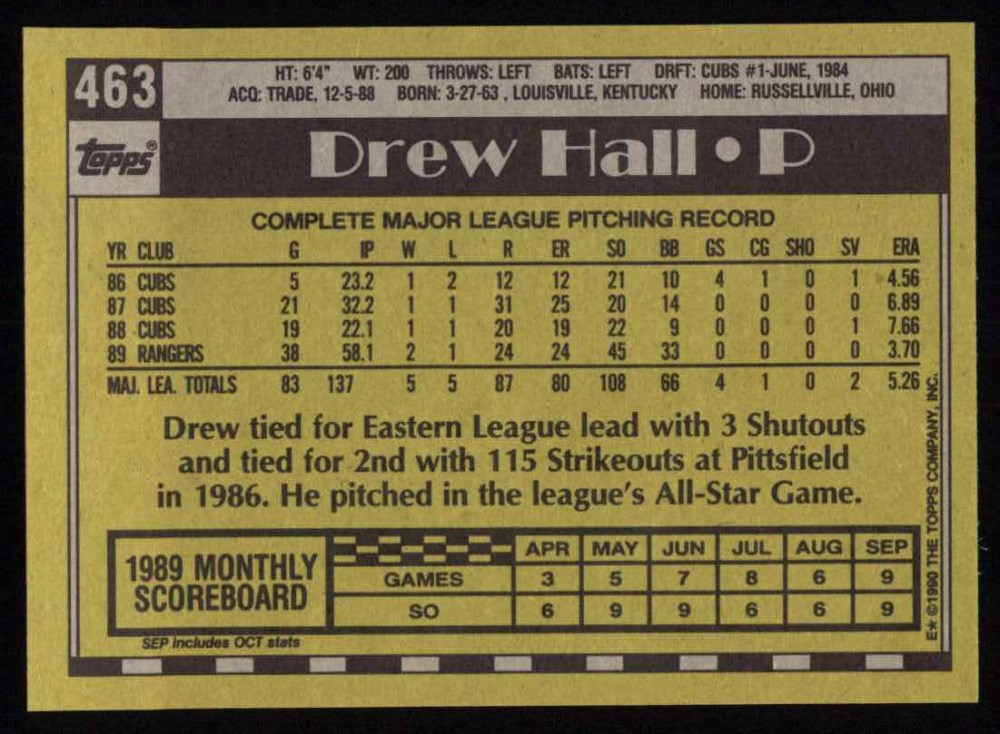 463
HT: 6'4" WT: 200 THROWS: LEFT BATS: LEFT DRFT: CUBS #1-JUNE, 1984
ACQ: TRADE, 12-5-88 BORN: 3-27-63 , LOUISVILLE, KENTUCKY HOME: RUSSELLVILLE, OHIO
topps®
Drew Hall • P
COMPLETE MAJOR LEAGUE PITCHING RECORD
YR CLUB G IP W L R ER SO BB GS CG SHO SV ERA
86 CUBS 5 23.2 1 2 12 12 21 10 4 1 0 1 4.56
87 CUBS 21 32.2 1 1 31 25 20 14 0 0 0 0 6.89
88 CUBS 19 22.1 1 1 20 19 22 9 0 0 0 1 7.66
89 RANGERS 38 58.1 2 1 24 24 45 33 0 0 0 0 3.70
MAJ. LEA. TOTALS 83 137 5 5 87 80 108 66 4 1 0 2 5.26
Drew tied for Eastern League lead with 3 Shutouts
and tied for 2nd with 115 Strikeouts at Pittsfield
in 1986. He pitched in the league's All-Star Game.
1989 MONTHLY
SCOREBOARD
APR MAY JUN JUL AUG SEP
GAMES 3 5 7 8 6 9
SO 6 9 9 6 6 9
SEP includes OCT stats
E* ©1990 THE TOPPS COMPANY, INC.